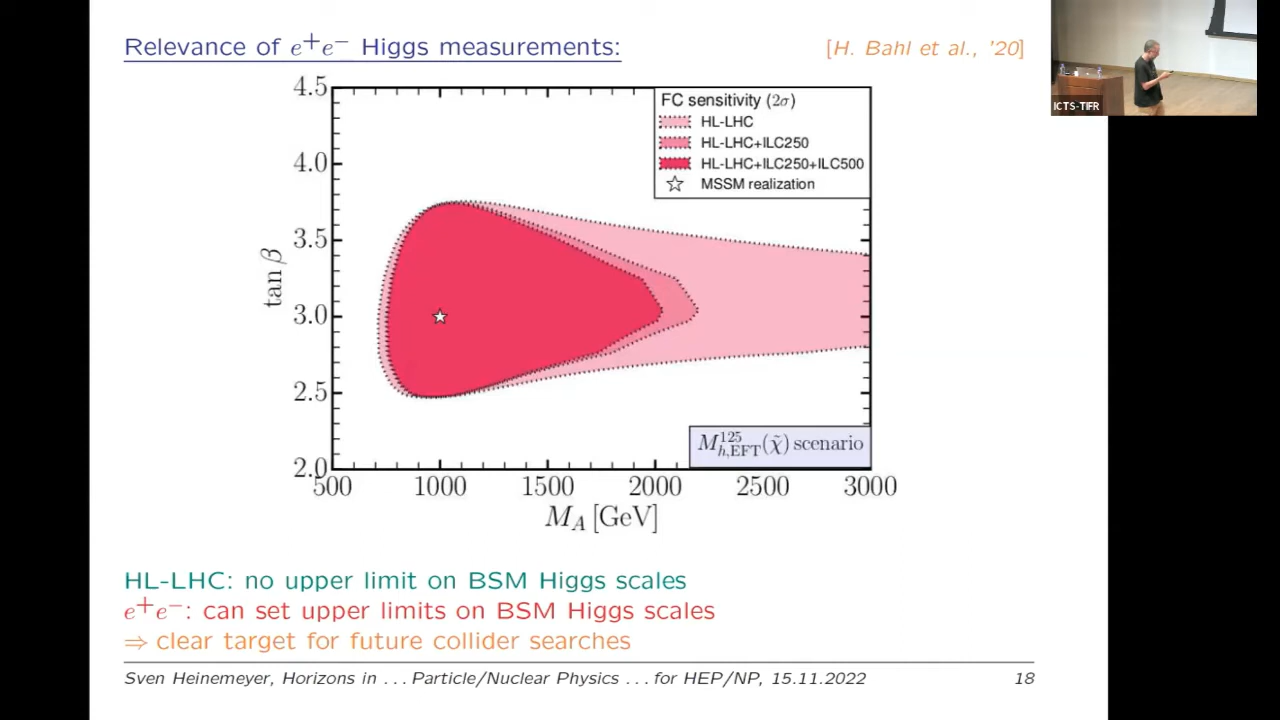 Relevance of e⁺e⁻ Higgs measurements:
[H. Bahl et al., '20]
ICTS-TIFR
FC sensitivity (2σ)
HL-LHC
HL-LHC+ILC250
HL-LHC+ILC250+ILC500
MSSM realization
4.5
4.0
3.5
3.0
2.5
2.0
tan β
M_{h,EFT}^{125}(χ̃) scenario
500 1000 1500 2000 2500 3000
M_A [GeV]
HL-LHC: no upper limit on BSM Higgs scales
e⁺e⁻: can set upper limits on BSM Higgs scales
⇒ clear target for future collider searches
Sven Heinemeyer, Horizons in ... Particle/Nuclear Physics ... for HEP/NP, 15.11.2022 18